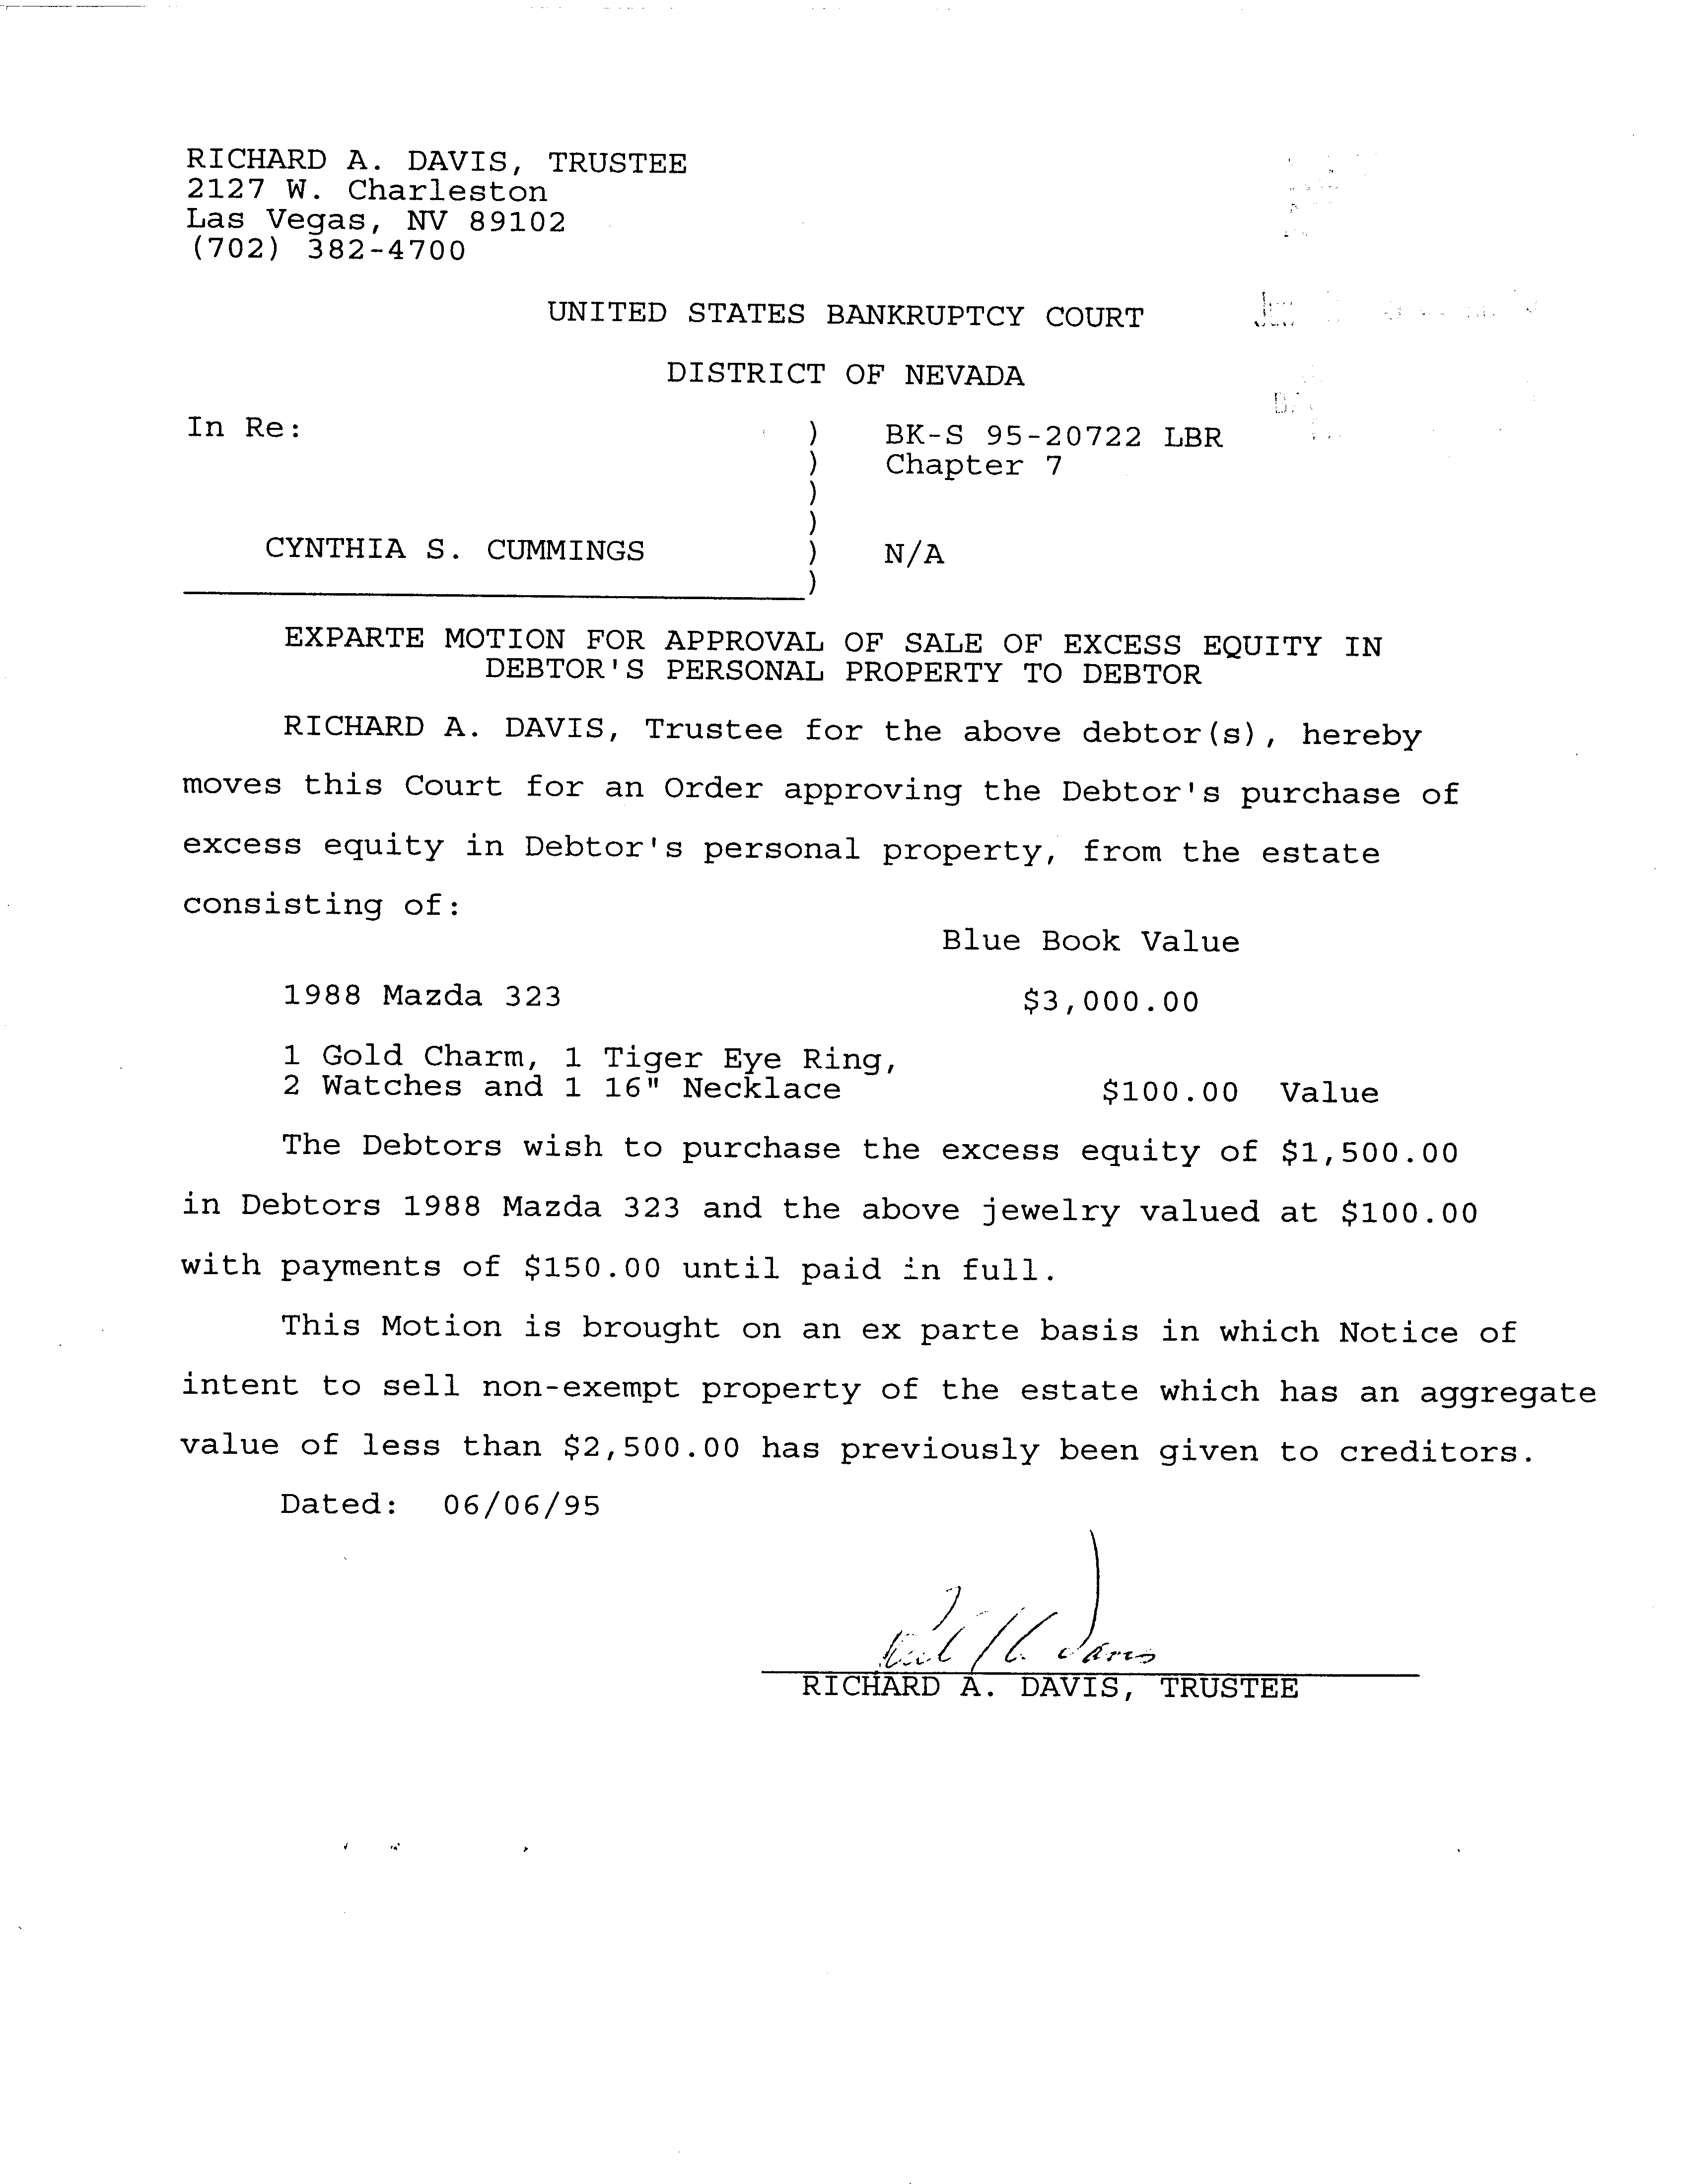 RICHARD A. DAVIS, TRUSTEE
2127 W. Charleston
Las Vegas, NV 89102
(702) 382-4700
UNITED STATES BANKRUPTCY COURT
DISTRICT OF NEVADA
In Re: ) BK-S 95-20722 LBR
) Chapter 7
)
)
CYNTHIA S. CUMMINGS ) N/A
)
EXPARTE MOTION FOR APPROVAL OF SALE OF EXCESS EQUITY IN
DEBTOR'S PERSONAL PROPERTY TO DEBTOR
RICHARD A. DAVIS, Trustee for the above debtor(s), hereby
moves this Court for an Order approving the Debtor's purchase of
excess equity in Debtor's personal property, from the estate
consisting of:
Blue Book Value
1988 Mazda 323 $3,000.00
1 Gold Charm, 1 Tiger Eye Ring,
2 Watches and 1 16" Necklace $100.00 Value
The Debtors wish to purchase the excess equity of $1,500.00
in Debtors 1988 Mazda 323 and the above jewelry valued at $100.00
with payments of $150.00 until paid in full.
This Motion is brought on an ex parte basis in which Notice of
intent to sell non-exempt property of the estate which has an aggregate
value of less than $2,500.00 has previously been given to creditors.
Dated: 06/06/95
RICHARD A. DAVIS, TRUSTEE